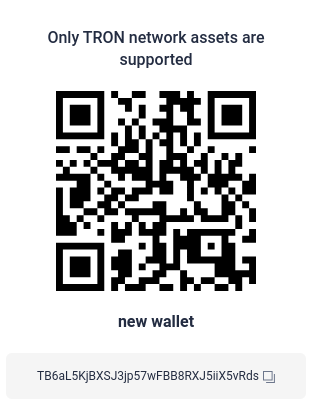 Only TRON network assets are
supported
new wallet
TB6aL5KjBXSJ3jp57wFBB8RXJ5iiX5vRds